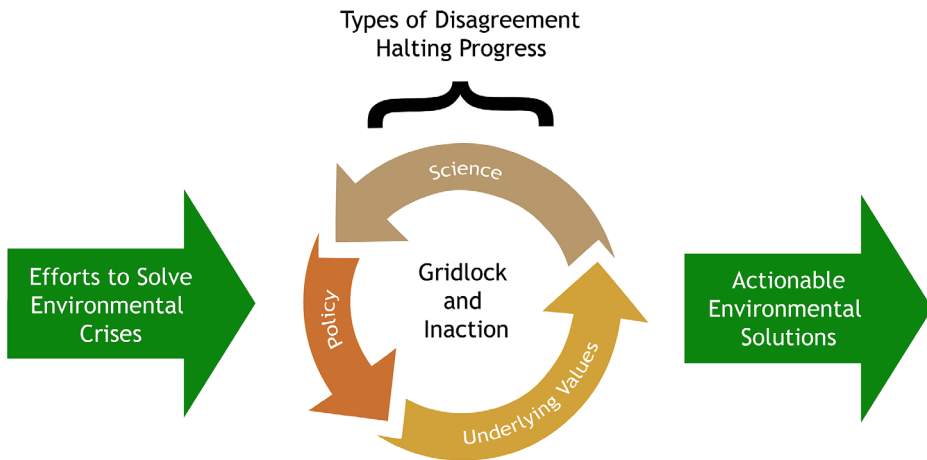 Types of Disagreement
Halting Progress
Science
Policy
Underlying Values
Gridlock
and
Inaction
Efforts to Solve
Environmental
Crises
Actionable
Environmental
Solutions